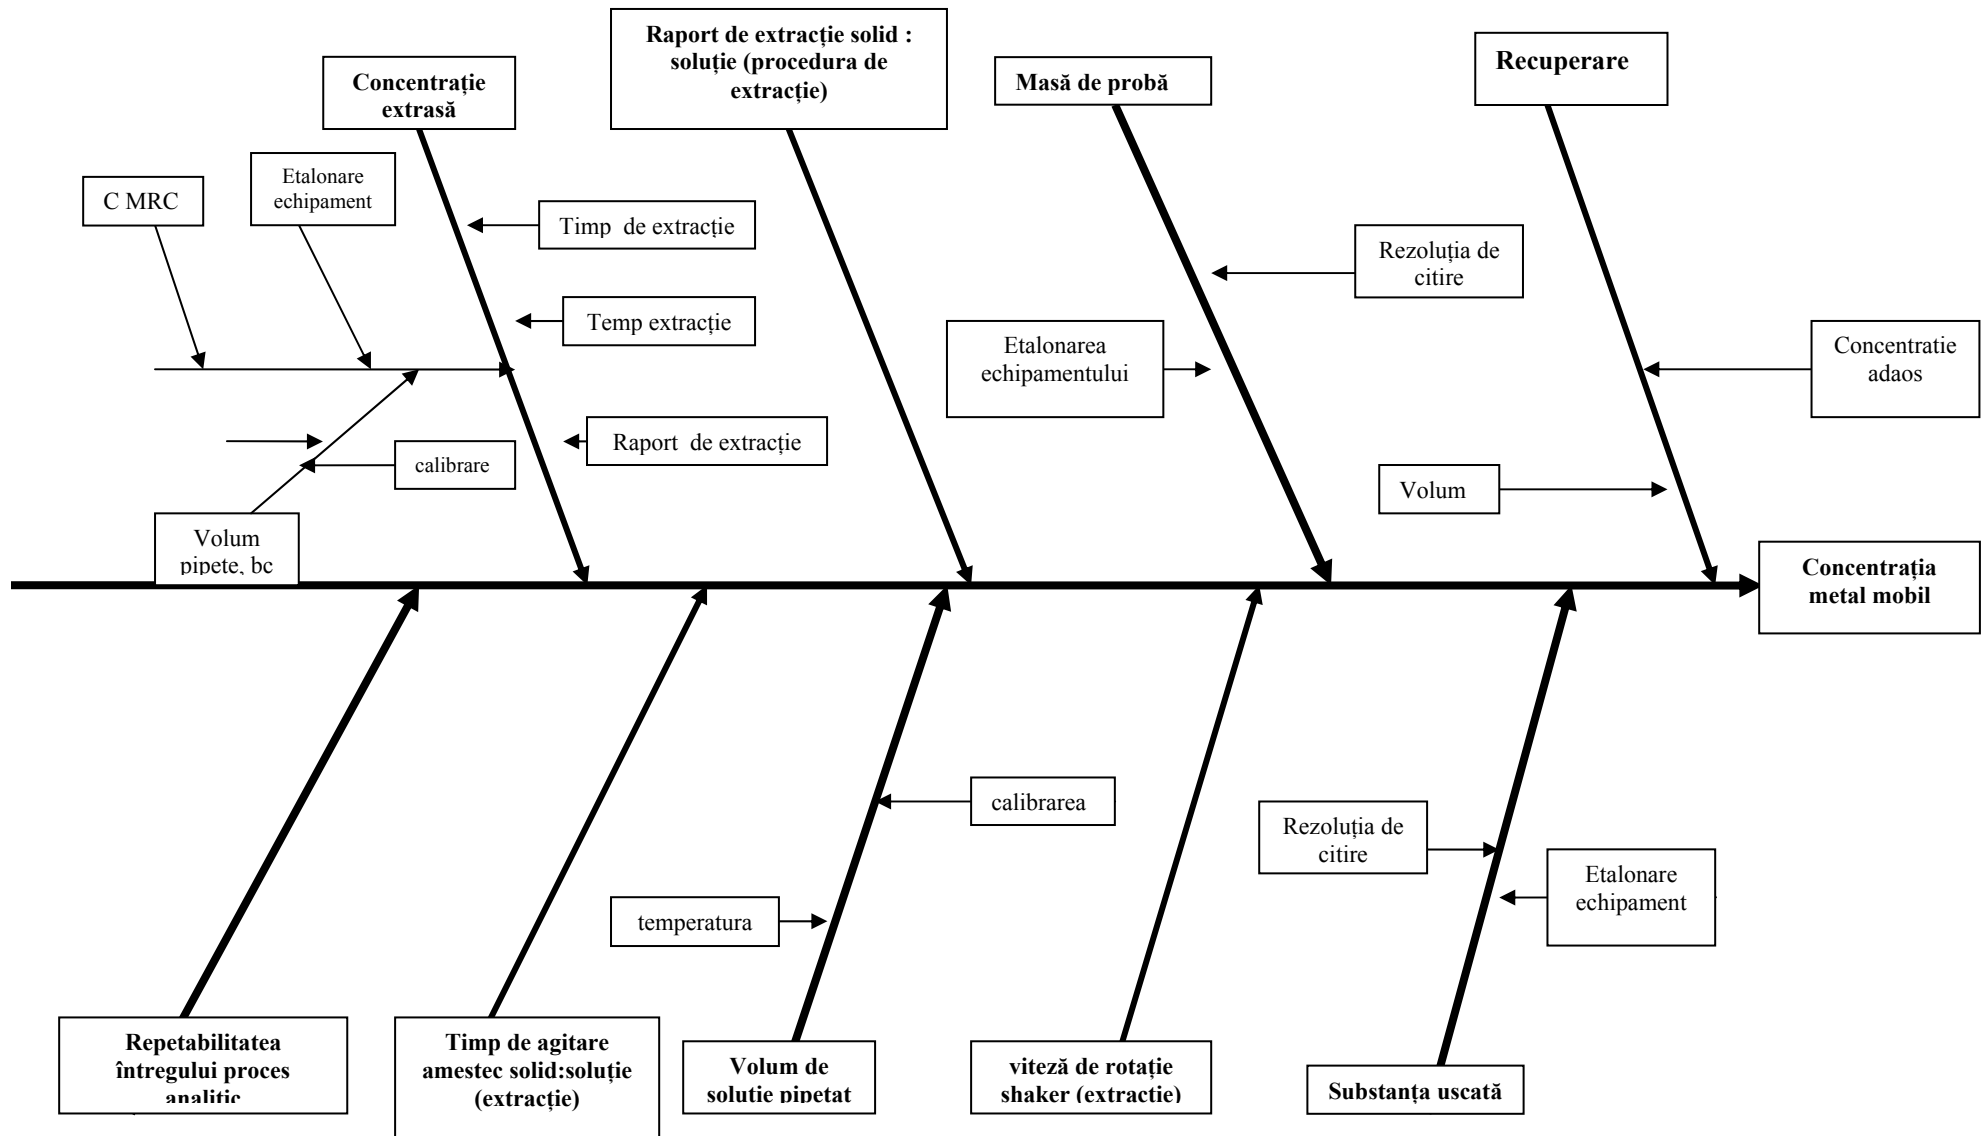 Concentrație
extrasă
Raport de extracție solid :
soluție (procedura de
extracție)
Masă de probă
Recuperare
C MRC
Etalonare
echipament
Timp de extracție
Rezoluția de
citire
Temp extracție
Etalonarea
echipamentului
Concentratie
adaos
Raport de extracție
calibrare
Volum
Volum
pipete, bc
Concentrația
metal mobil
calibrarea
Rezoluția de
citire
Etalonare
echipament
temperatura
Repetabilitatea
întregului proces
analitic
Timp de agitare
amestec solid:soluție
(extracție)
Volum de
solutie pipetat
viteză de rotație
shaker (extractie)
Substanța uscată